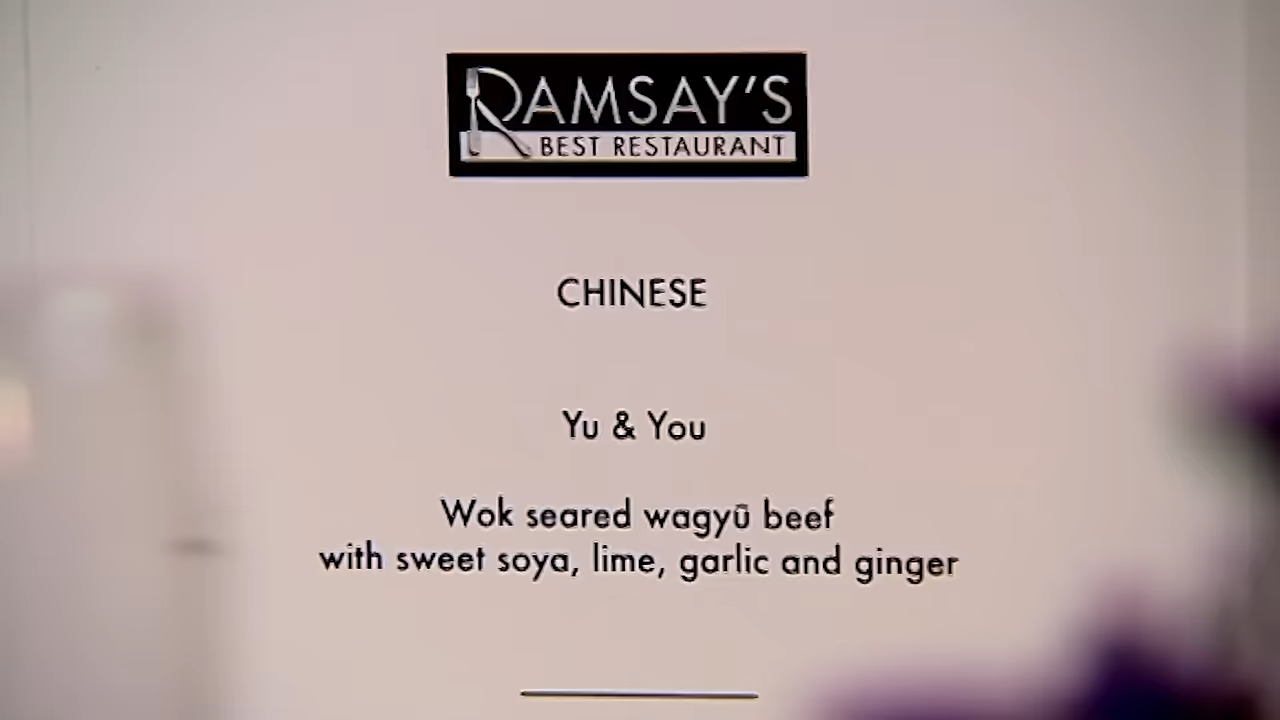 RAMSAY'S
BEST RESTAURANT
CHINESE
Yu & You
Wok seared wagyū beef
with sweet soya, lime, garlic and ginger